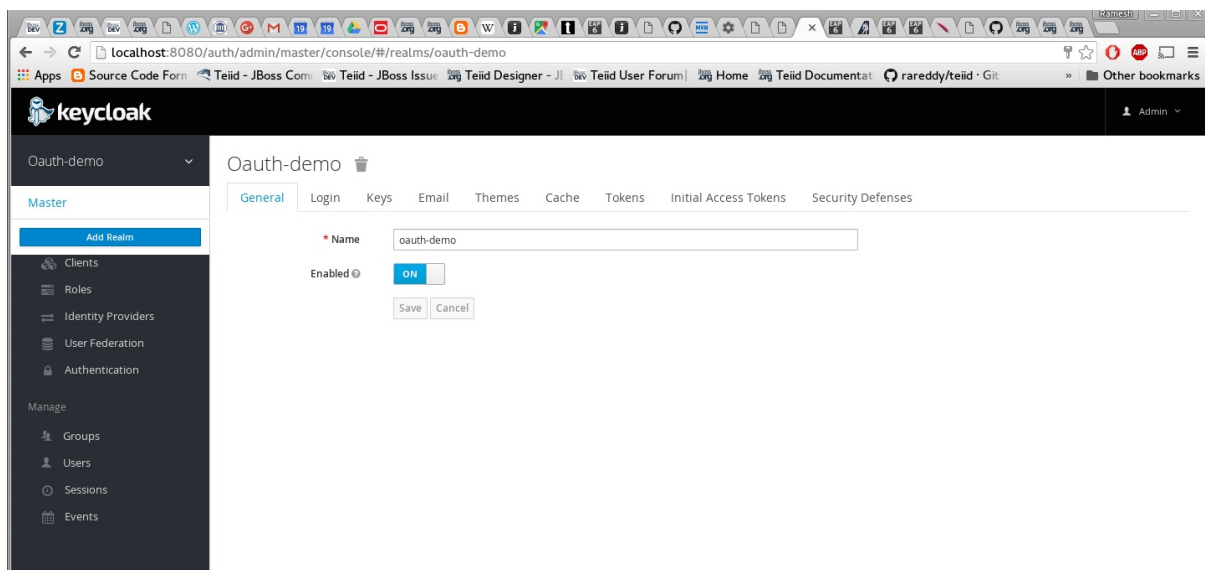 Ramesh
localhost:8080/auth/admin/master/console/#/realms/oauth-demo
Apps Source Code Forn Teiid - JBoss Com Teiid - JBoss Issue Teiid Designer - JI Teiid User Forum| Home Teiid Documentat rareddy/teiid · Git » Other bookmarks
keycloak
Admin
Oauth-demo
Master
Add Realm
Clients
Roles
Identity Providers
User Federation
Authentication
Manage
Groups
Users
Sessions
Events
Oauth-demo
General Login Keys Email Themes Cache Tokens Initial Access Tokens Security Defenses
* Name oauth-demo
Enabled ON
Save Cancel